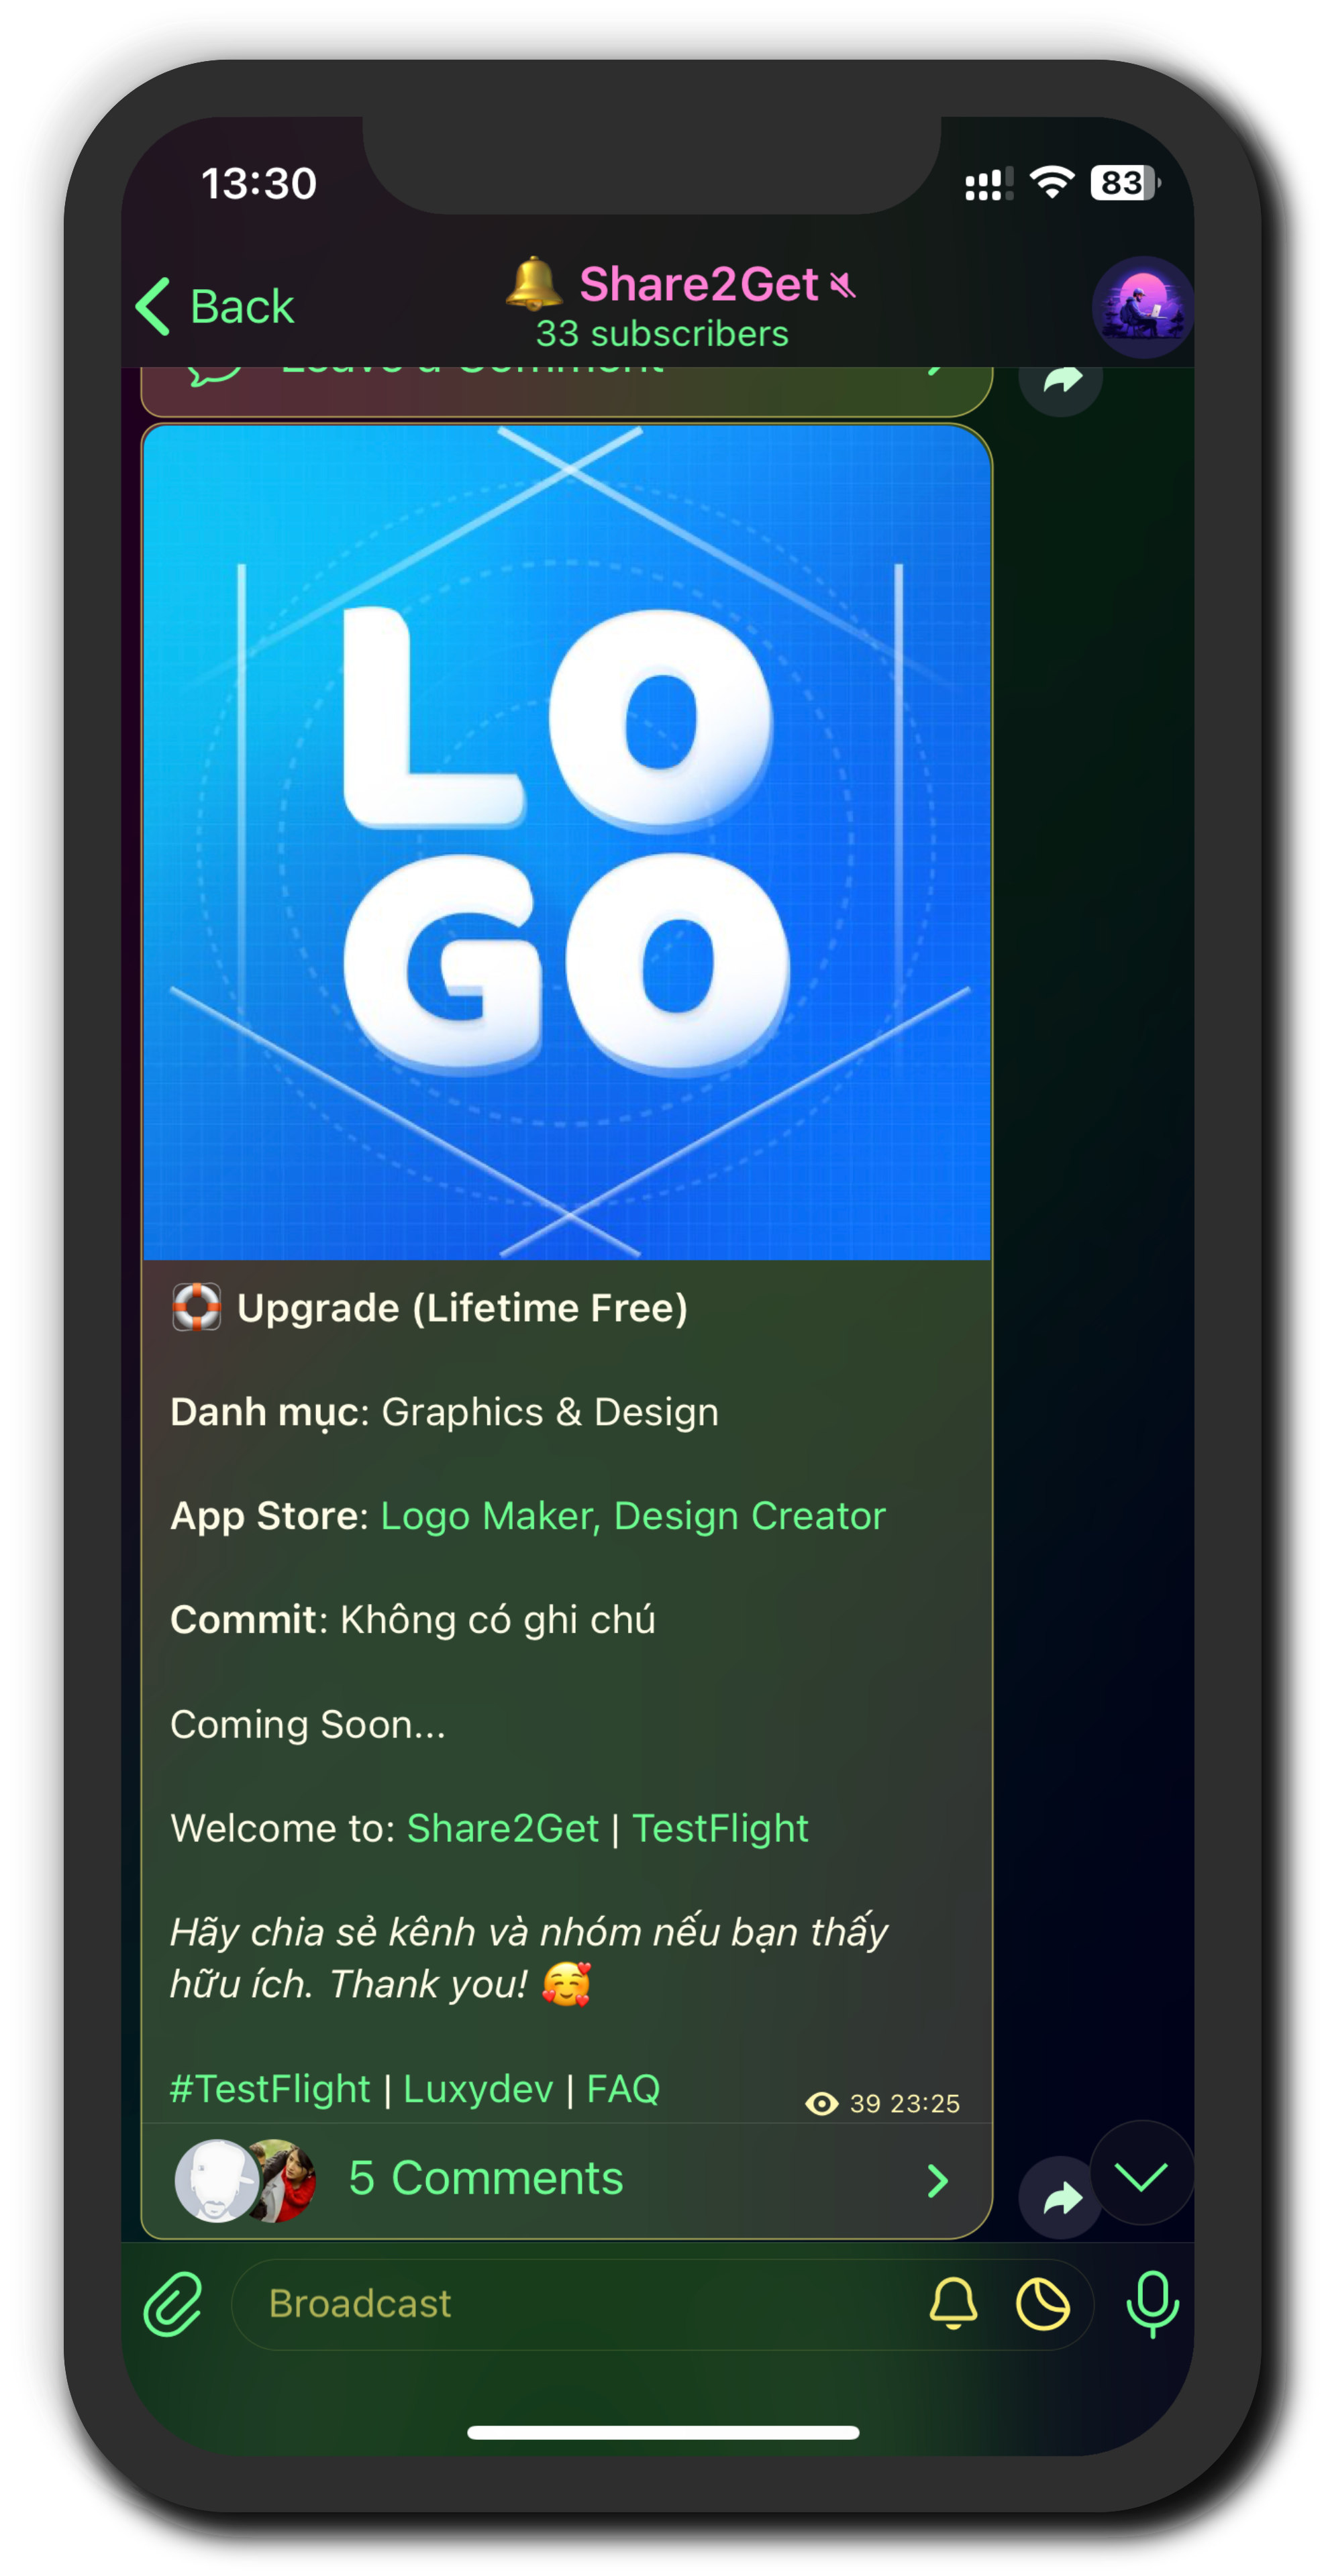 13:30
83
Back
🔔 Share2Get
33 subscribers
Leave a Comment
LO
GO
🛟 Upgrade (Lifetime Free)
Danh mục: Graphics & Design
App Store: Logo Maker, Design Creator
Commit: Không có ghi chú
Coming Soon...
Welcome to: Share2Get | TestFlight
Hãy chia sẻ kênh và nhóm nếu bạn thấy
hữu ích. Thank you! 🥰
#TestFlight | Luxydev | FAQ
39 23:25
5 Comments
Broadcast